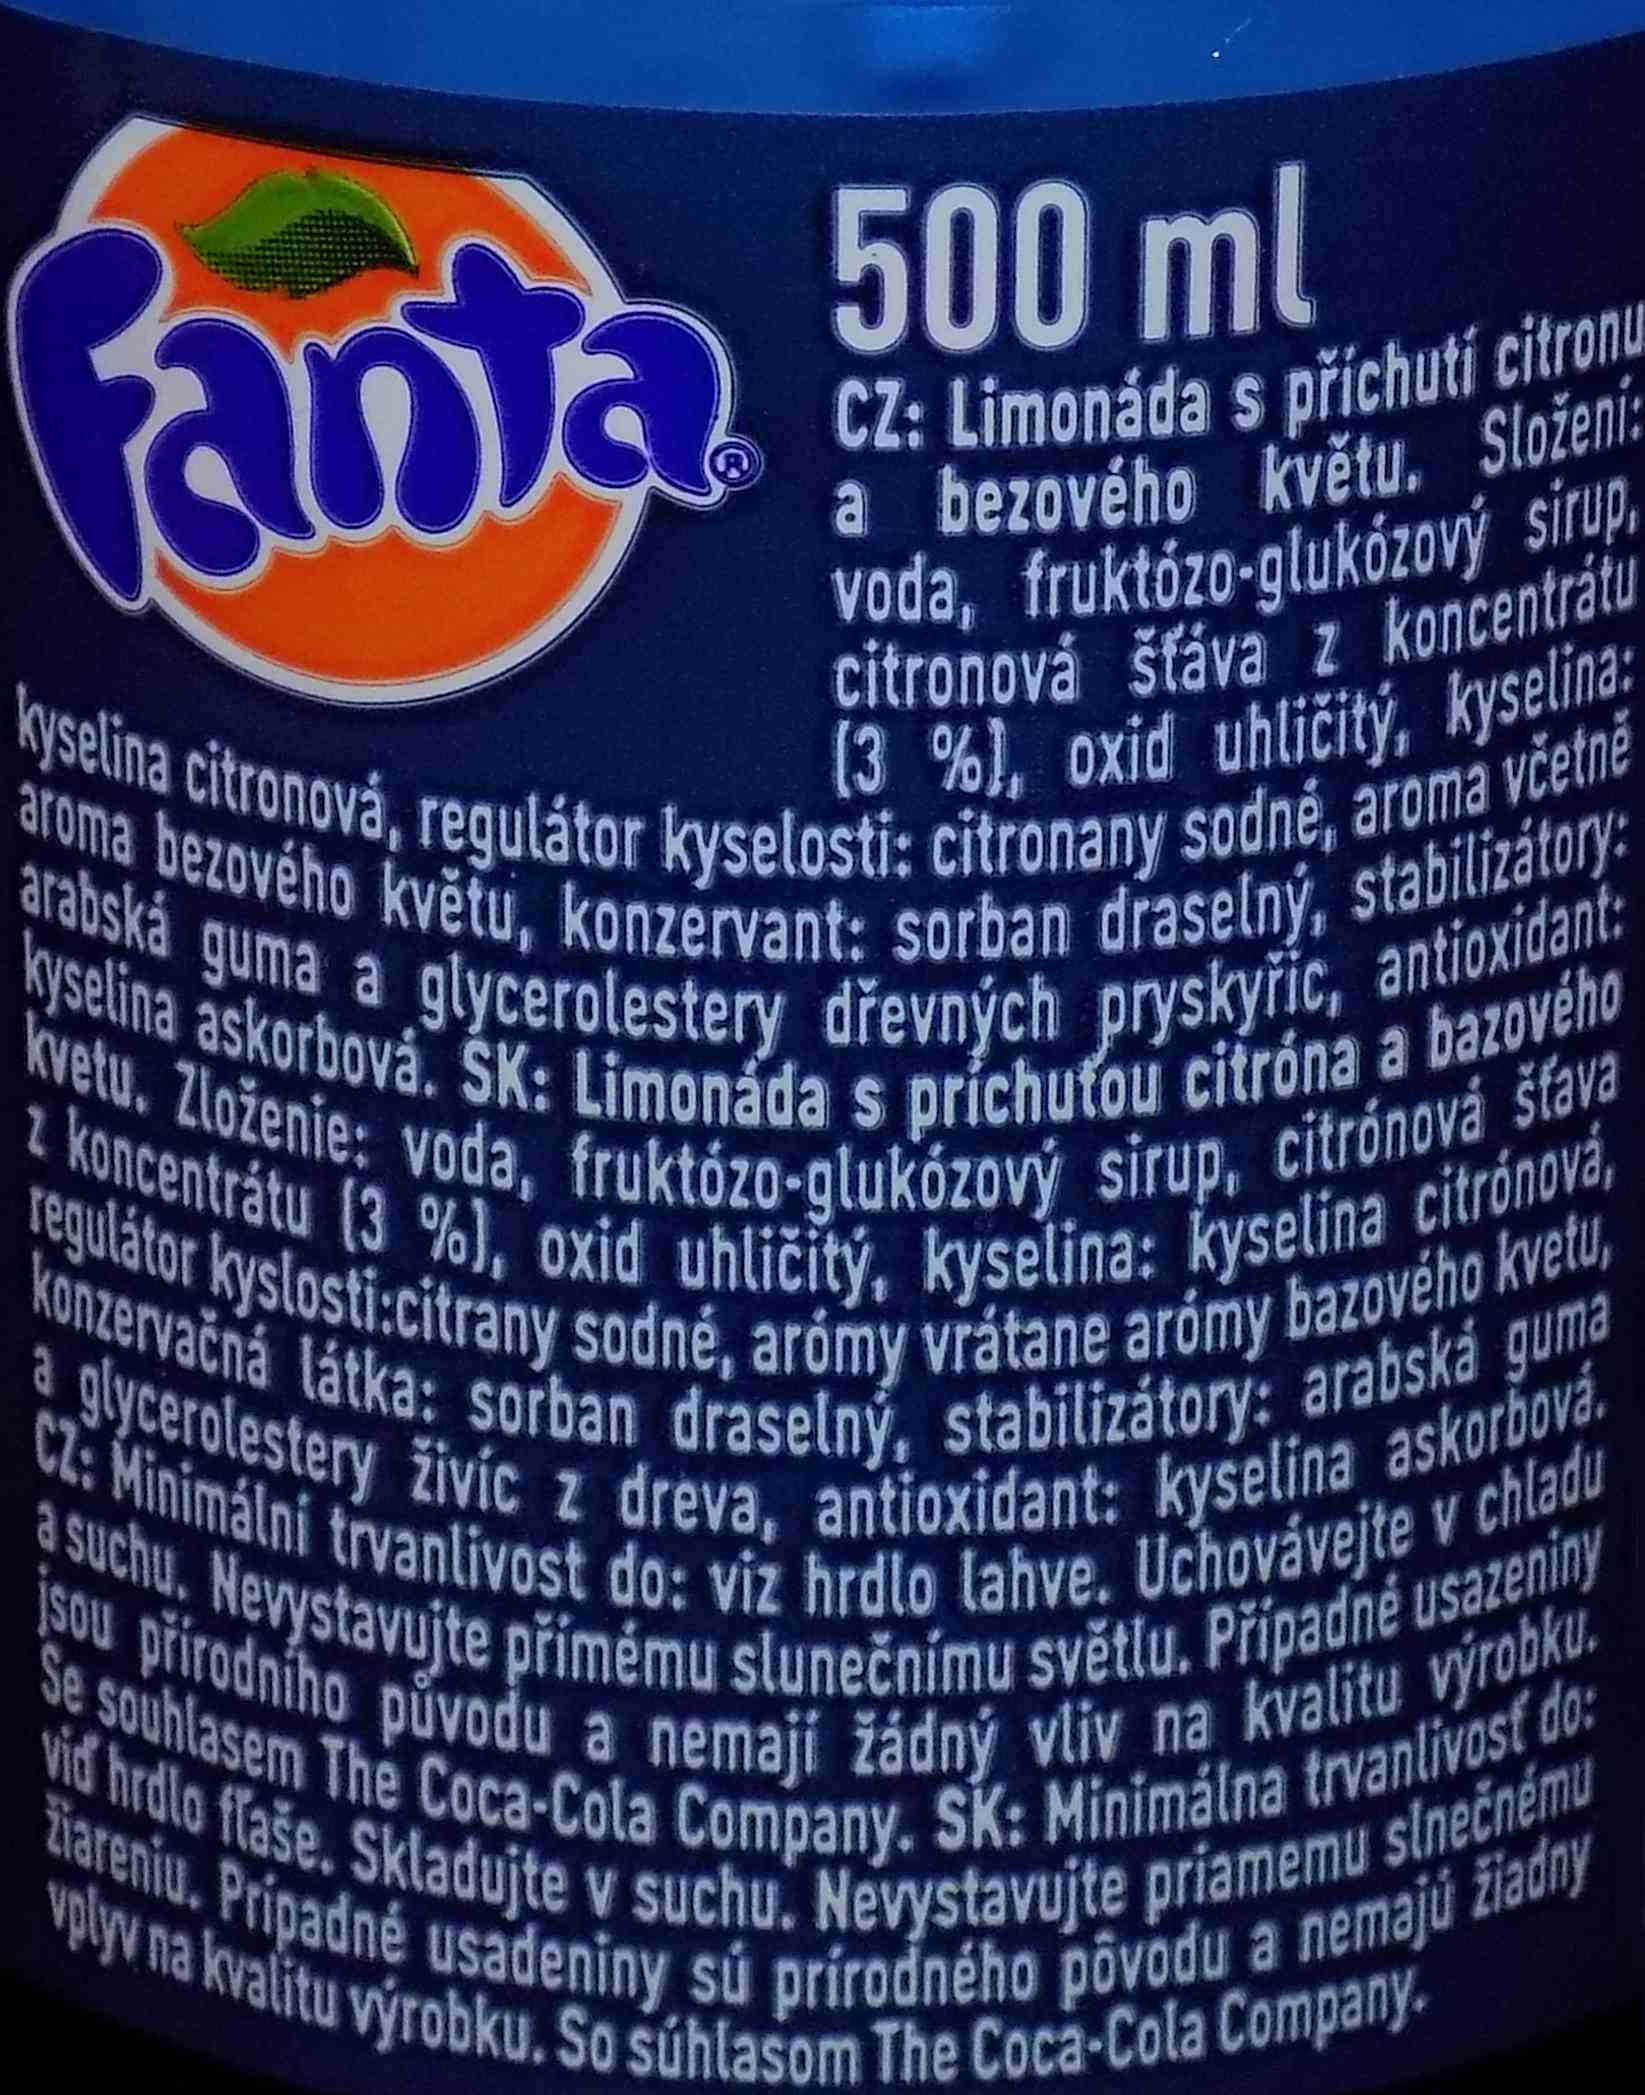 Fanta®
500 ml
CZ: Limonáda s příchutí citronu
a bezového květu. Složení:
voda, fruktózo-glukózový sirup,
citronová šťáva z koncentrátu
(3 %), oxid uhličitý, kyselina:
kyselina citronová, regulátor kyselosti: citronany sodné, aroma včetně
aroma bezového květu, konzervant: sorban draselný, stabilizátory:
arabská guma a glycerolestery dřevných pryskyřic, antioxidant:
kyselina askorbová. SK: Limonáda s príchuťou citróna a bazového
kvetu. Zloženie: voda, fruktózo-glukózový sirup, citrónová šťava
z koncentrátu (3 %), oxid uhličitý, kyselina: kyselina citrónová,
regulátor kyslosti:citrany sodné, arómy vrátane arómy bazového kvetu,
konzervačná látka: sorban draselný, stabilizátory: arabská guma
a glycerolestery živíc z dreva, antioxidant: kyselina askorbová.
CZ: Minimální trvanlivost do: viz hrdlo lahve. Uchovávejte v chladu
a suchu. Nevystavujte přímému slunečnímu světlu. Případné usazeniny
jsou přírodního původu a nemají žádný vliv na kvalitu výrobku.
Se souhlasem The Coca-Cola Company. SK: Minimálna trvanlivosť do:
viď hrdlo fľaše. Skladujte v suchu. Nevystavujte priamemu slnečnému
žiareniu. Prípadné usadeniny sú prírodného pôvodu a nemajú žiadny
vplyv na kvalitu výrobku. So súhlasom The Coca-Cola Company.